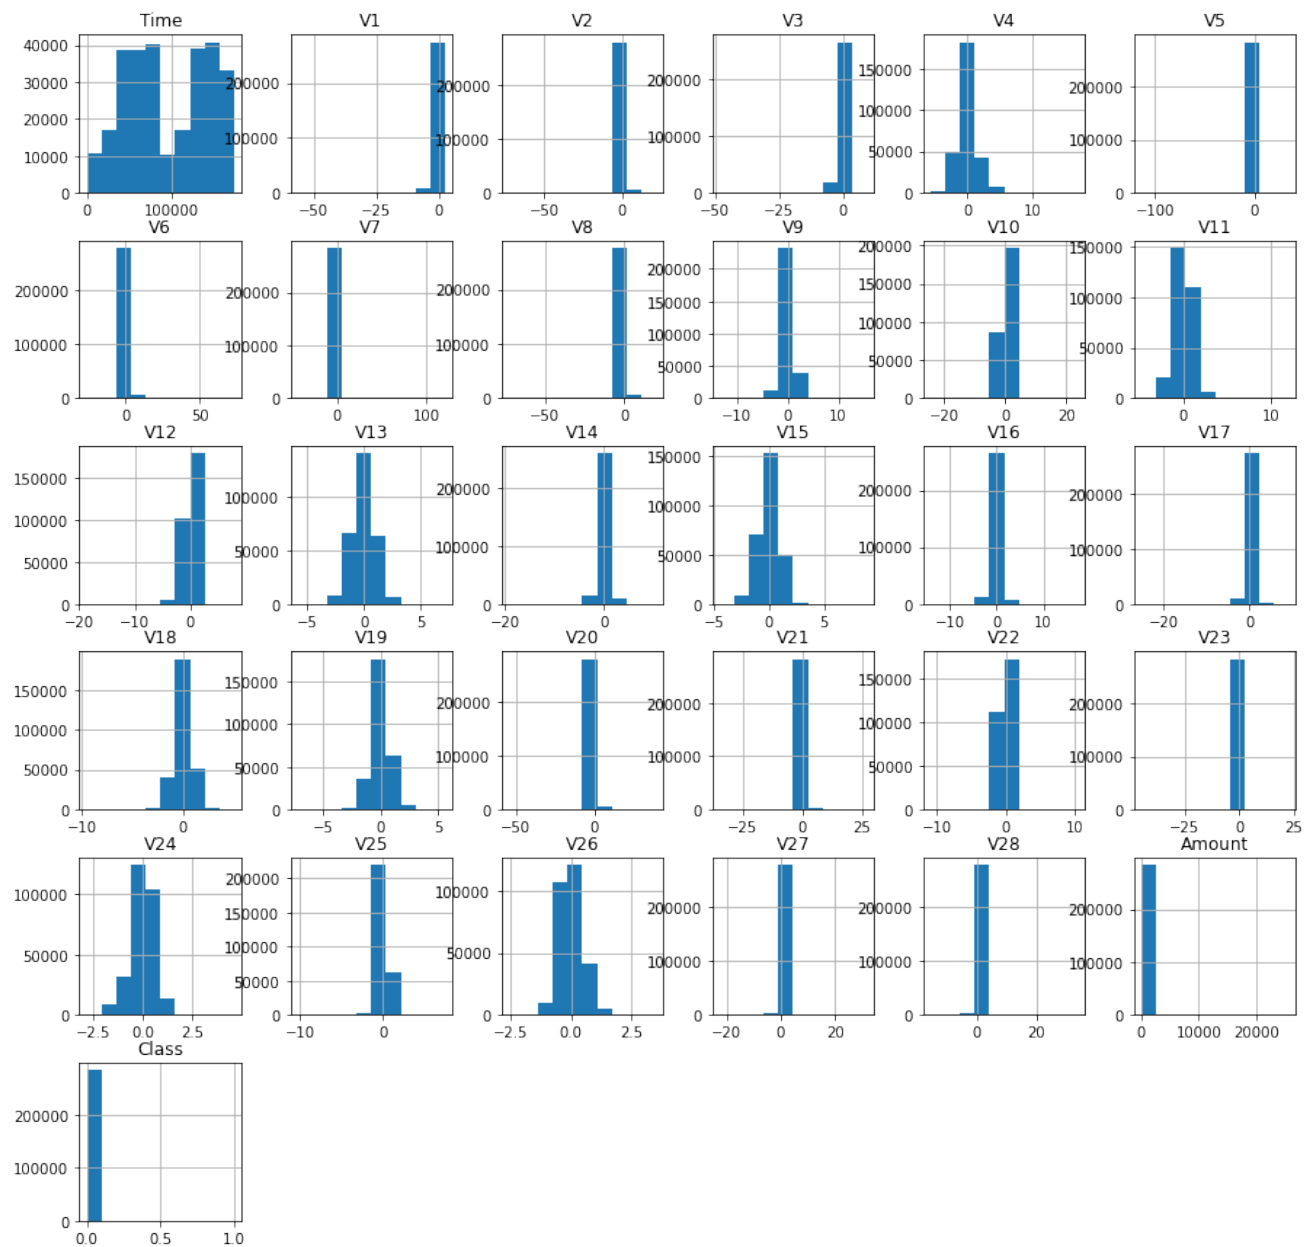 Time
40000
30000
20000
10000
0
0 100000
V1
200000
100000
0
−50 −25 0
V2
200000
100000
0
−50 0
V3
200000
100000
0
−50 0
V4
150000
100000
50000
0
0 10
V5
200000
100000
0
−100 0
V6
200000
100000
0
0 50
V7
200000
100000
0
0 100
V8
200000
100000
0
−50 0
V9
200000
150000
100000
50000
0
−10 0 10
V10
200000
150000
100000
50000
0
−20 0 20
V11
150000
100000
50000
0
0 10
V12
150000
100000
50000
0
−20 −10 0
V13
100000
50000
0
−5 0 5
V14
200000
100000
0
−20 0
V15
150000
100000
50000
0
−5 0 5
V16
200000
100000
0
−10 0 10
V17
200000
100000
0
−20 0
V18
150000
100000
50000
0
−10 0
V19
150000
100000
50000
0
−5 0 5
V20
200000
100000
0
−50 0
V21
200000
100000
0
−25 0 25
V22
150000
100000
50000
0
−10 0 10
V23
200000
100000
0
−25 0 25
V24
100000
50000
0
−2.5 0.0 2.5
V25
200000
150000
100000
50000
0
−10 0
V26
100000
50000
0
−2.5 0.0 2.5
V27
200000
100000
0
−20 0 20
V28
200000
100000
0
0 20
Amount
200000
100000
0
0 10000 20000
Class
200000
100000
0
0.0 0.5 1.0